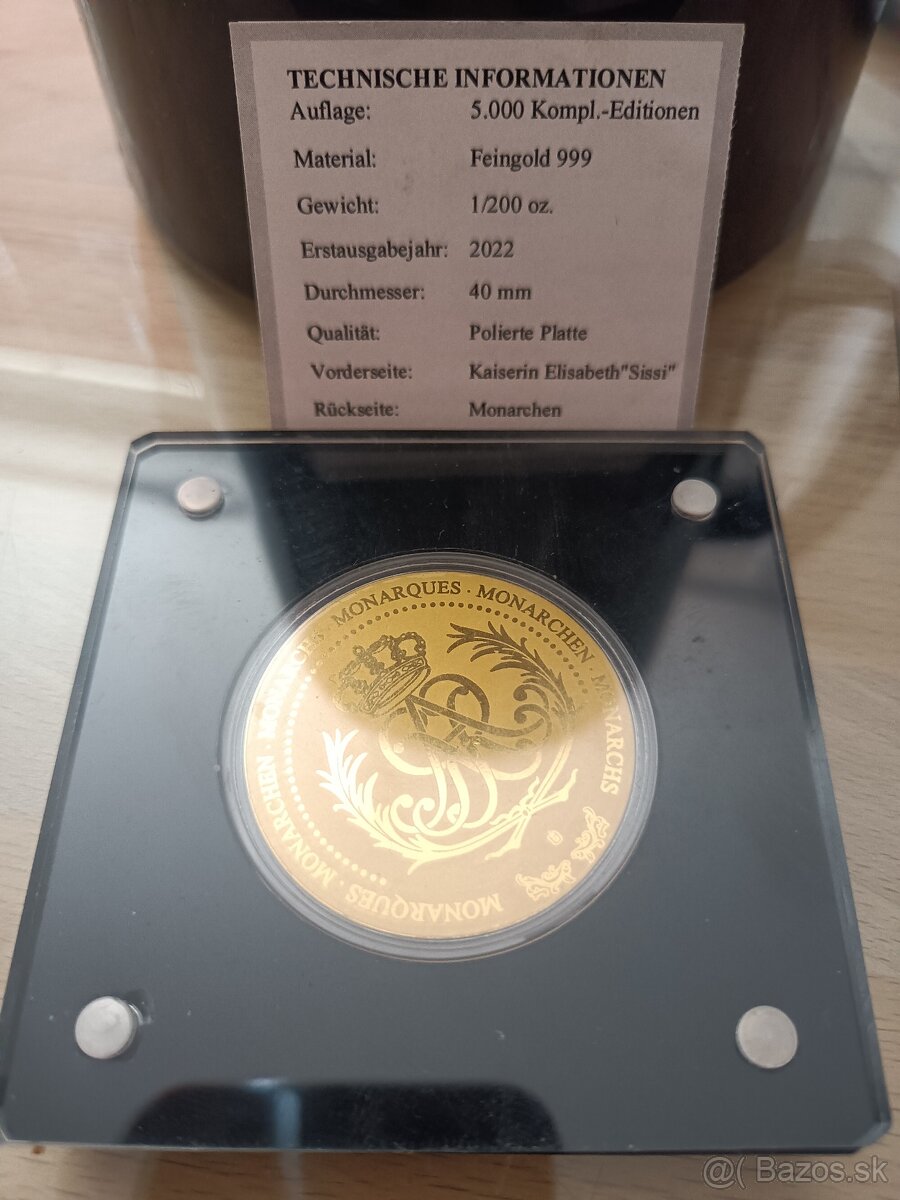 TECHNISCHE INFORMATIONEN
Auflage: 5.000 Kompl.-Editionen
Material: Feingold 999
Gewicht: 1/200 oz.
Erstausgabejahr: 2022
Durchmesser: 40 mm
Qualität: Polierte Platte
Vorderseite: Kaiserin Elisabeth"Sissi"
Rückseite: Monarchen
MONARQUES · MONARCHEN · MONARCHS
MONARQUES · MONARCHEN · MONARCHS ·
@( Bazos.sk